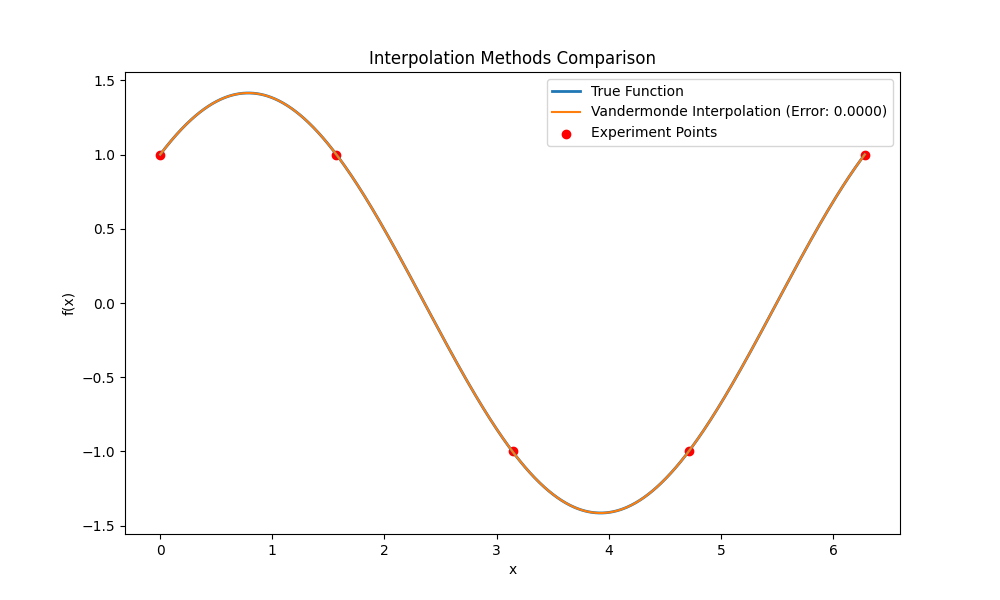 Interpolation Methods Comparison
True Function
Vandermonde Interpolation (Error: 0.0000)
Experiment Points
1.5
1.0
0.5
0.0
−0.5
−1.0
−1.5
f(x)
0 1 2 3 4 5 6
x